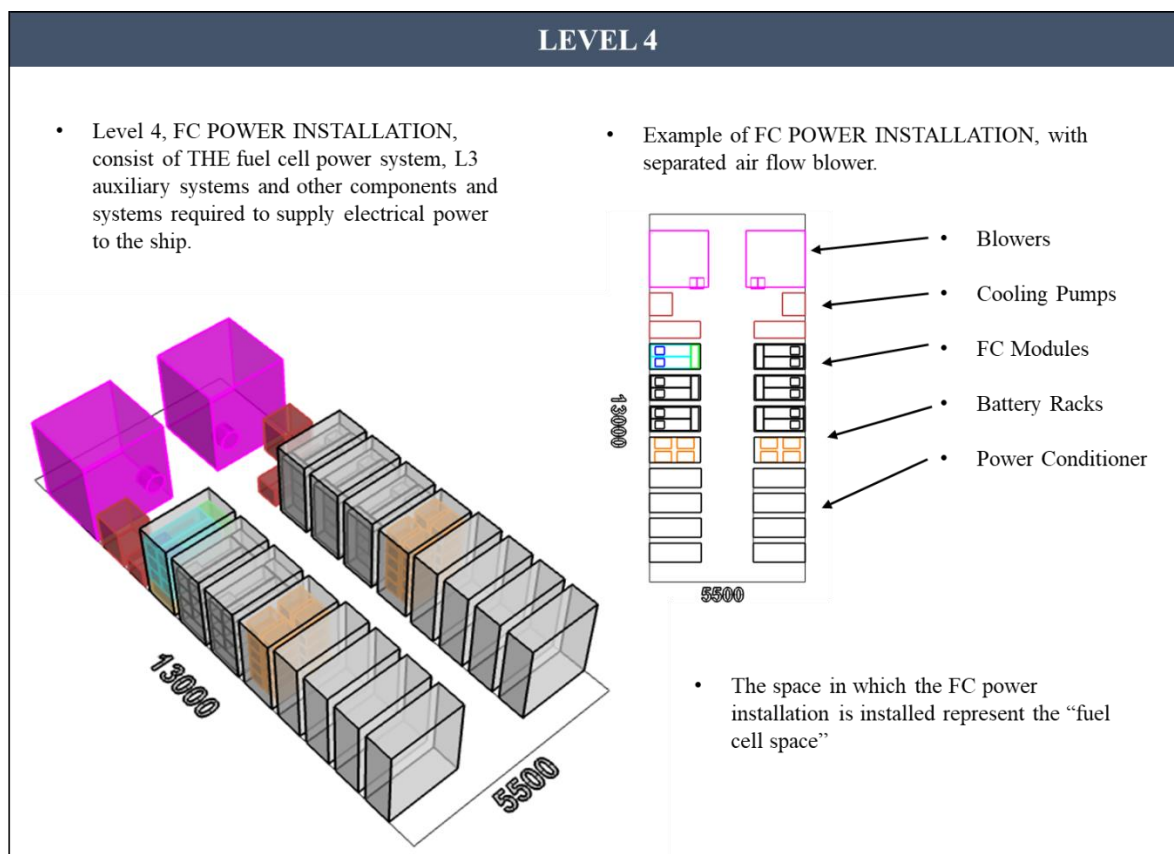 LEVEL 4
• Level 4, FC POWER INSTALLATION,
consist of THE fuel cell power system, L3
auxiliary systems and other components and
systems required to supply electrical power
to the ship.
• Example of FC POWER INSTALLATION, with
separated air flow blower.
• Blowers
• Cooling Pumps
• FC Modules
• Battery Racks
• Power Conditioner
13000
5500
13000
5500
• The space in which the FC power
installation is installed represent the “fuel
cell space”